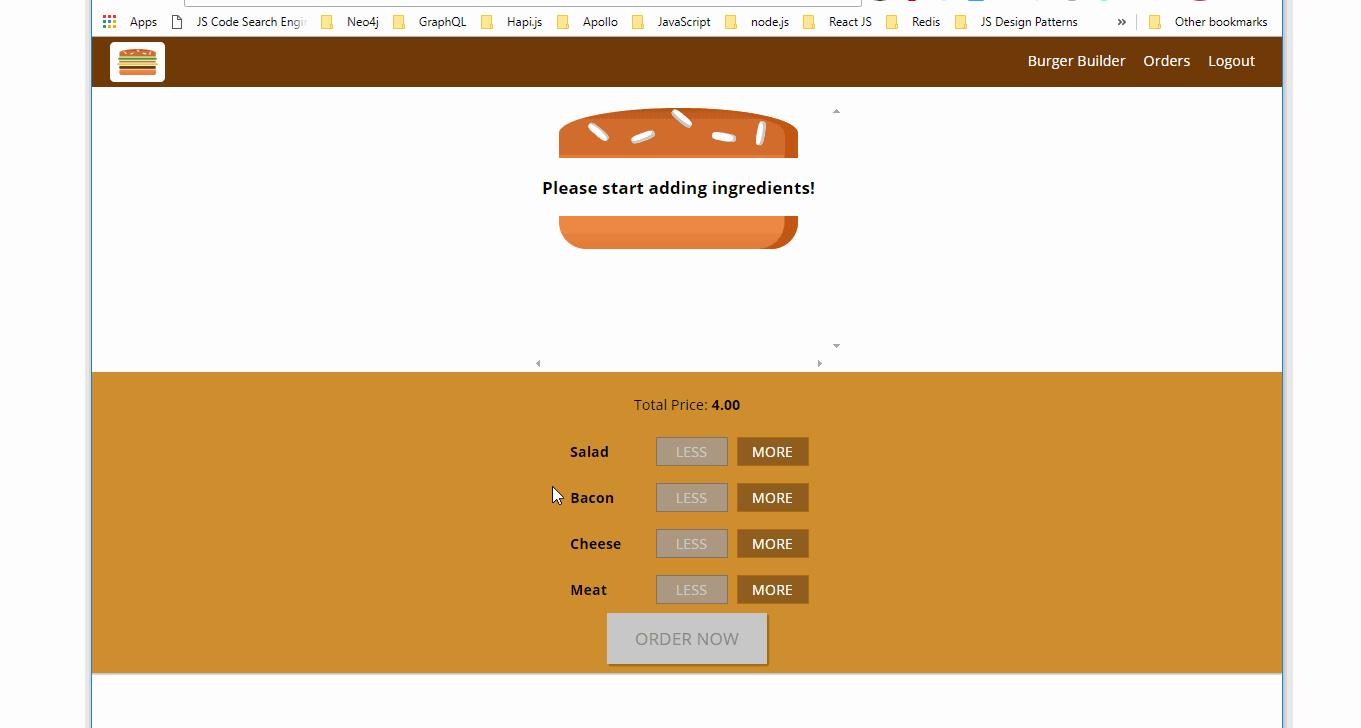 Apps JS Code Search Engi Neo4j GraphQL Hapi.js Apollo JavaScript node.js React JS Redis JS Design Patterns » Other bookmarks
Burger Builder Orders Logout
Please start adding ingredients!
Total Price: 4.00
Salad LESS MORE
Bacon LESS MORE
Cheese LESS MORE
Meat LESS MORE
ORDER NOW